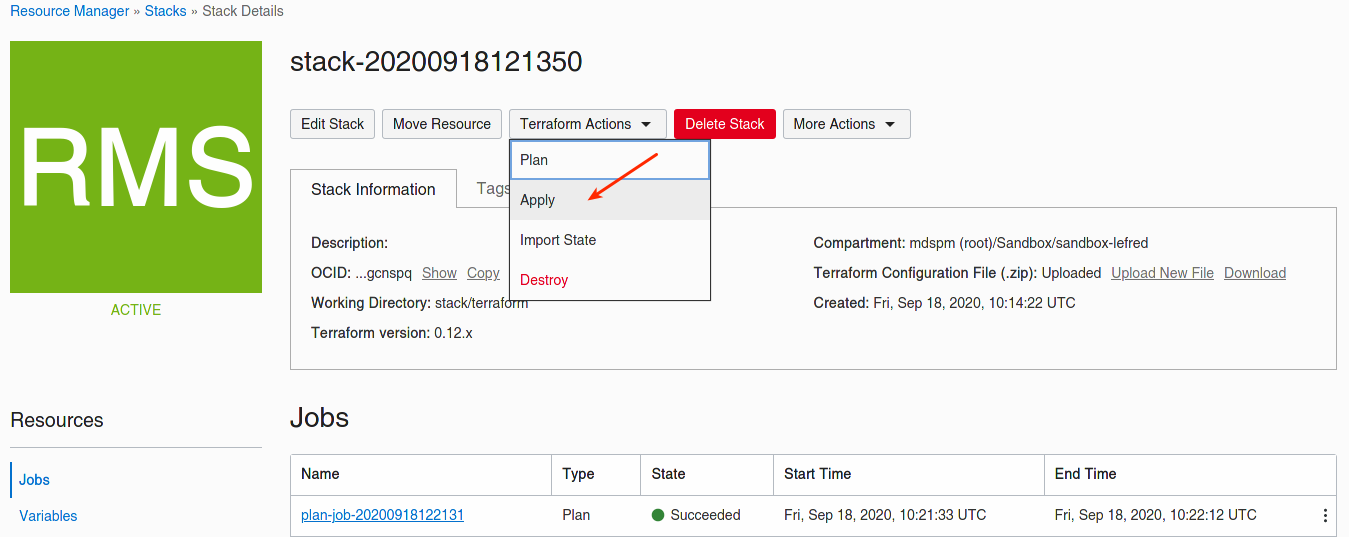 Resource Manager » Stacks » Stack Details
RMS
ACTIVE
stack-20200918121350
Edit Stack Move Resource Terraform Actions Delete Stack More Actions
Plan
Apply
Import State
Destroy
Stack Information Tags
Description:
OCID: ...gcnspq Show Copy
Working Directory: stack/terraform
Terraform version: 0.12.x
Compartment: mdspm (root)/Sandbox/sandbox-lefred
Terraform Configuration File (.zip): Uploaded Upload New File Download
Created: Fri, Sep 18, 2020, 10:14:22 UTC
Resources
Jobs
Variables
Jobs
Name Type State Start Time End Time
plan-job-20200918122131 Plan Succeeded Fri, Sep 18, 2020, 10:21:33 UTC Fri, Sep 18, 2020, 10:22:12 UTC